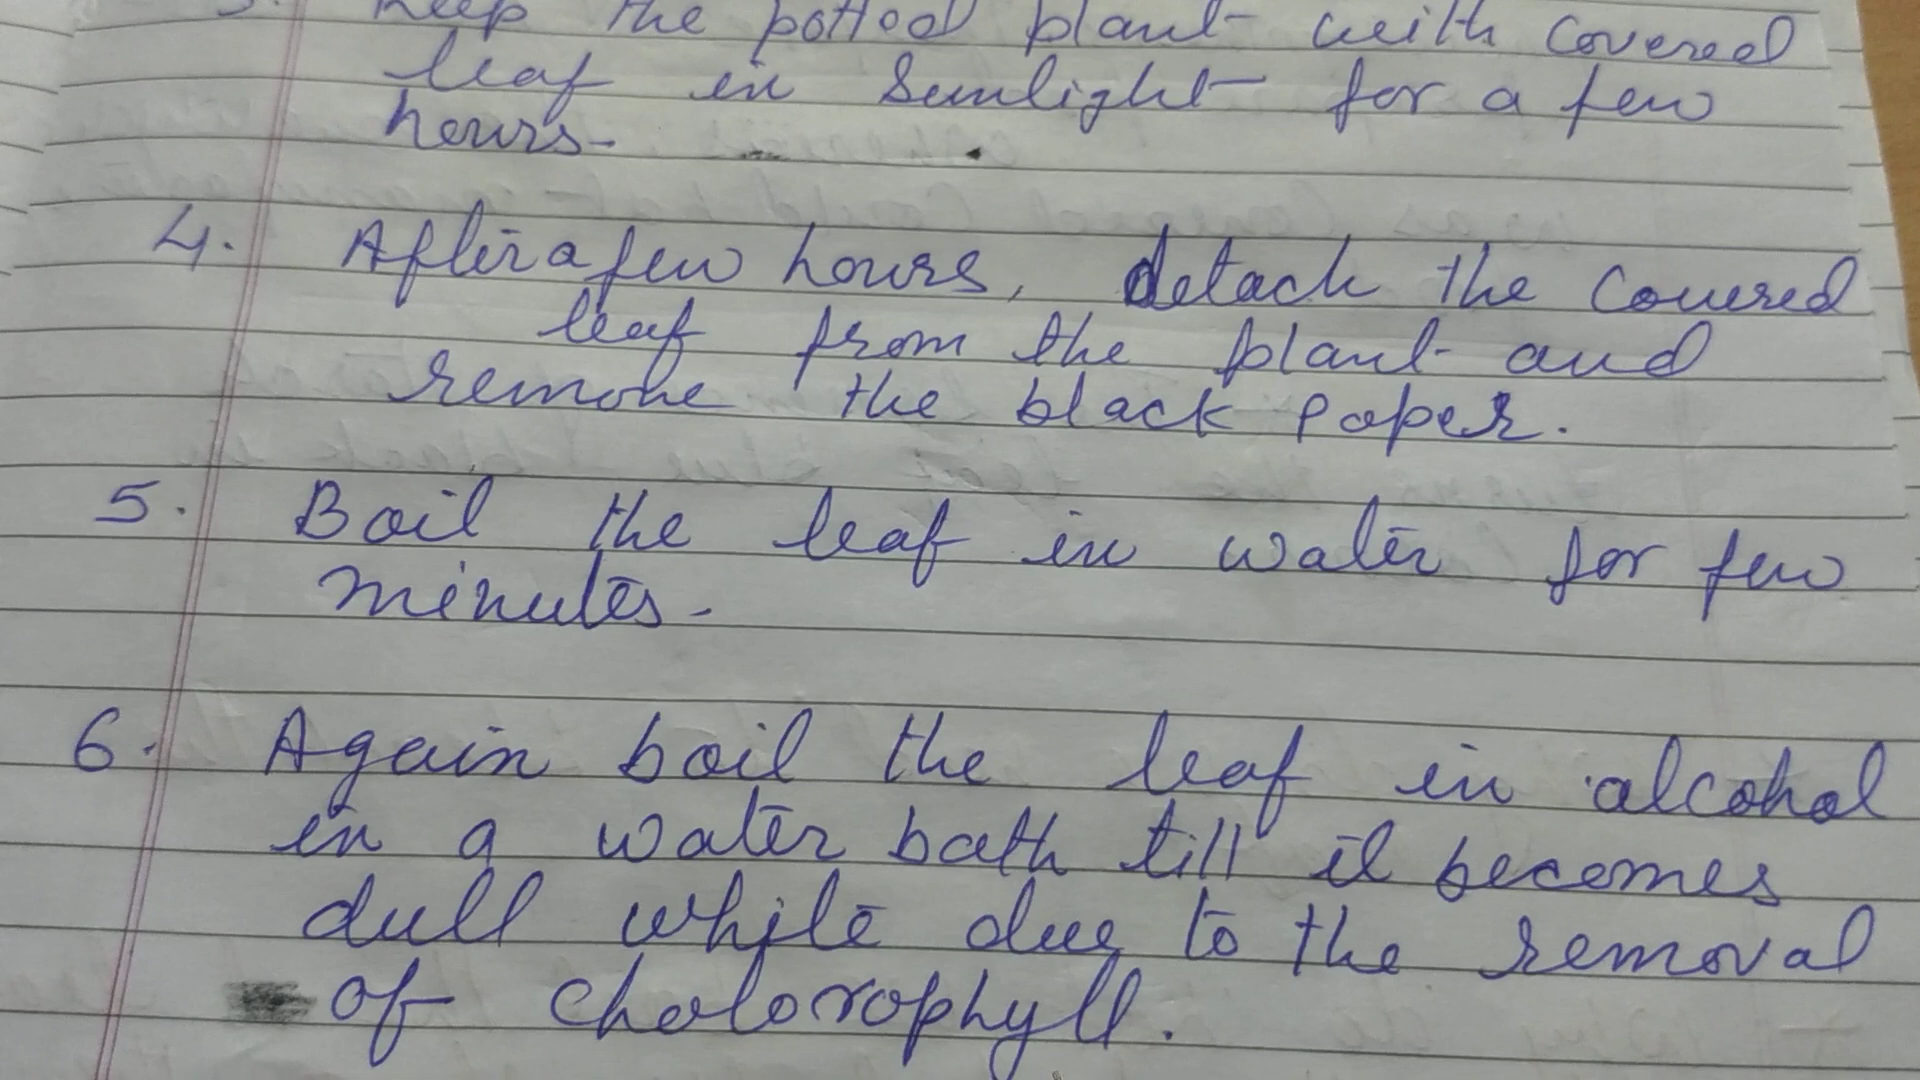 3. Keep the potted plant with covered
leaf in sunlight for a few
hours.
4. After a few hours, detach the covered
leaf from the plant and
remove the black paper.
5. Boil the leaf in water for few
minutes.
6. Again boil the leaf in alcohol
in a water bath till it becomes
dull white due to the removal
of cholorophyll.